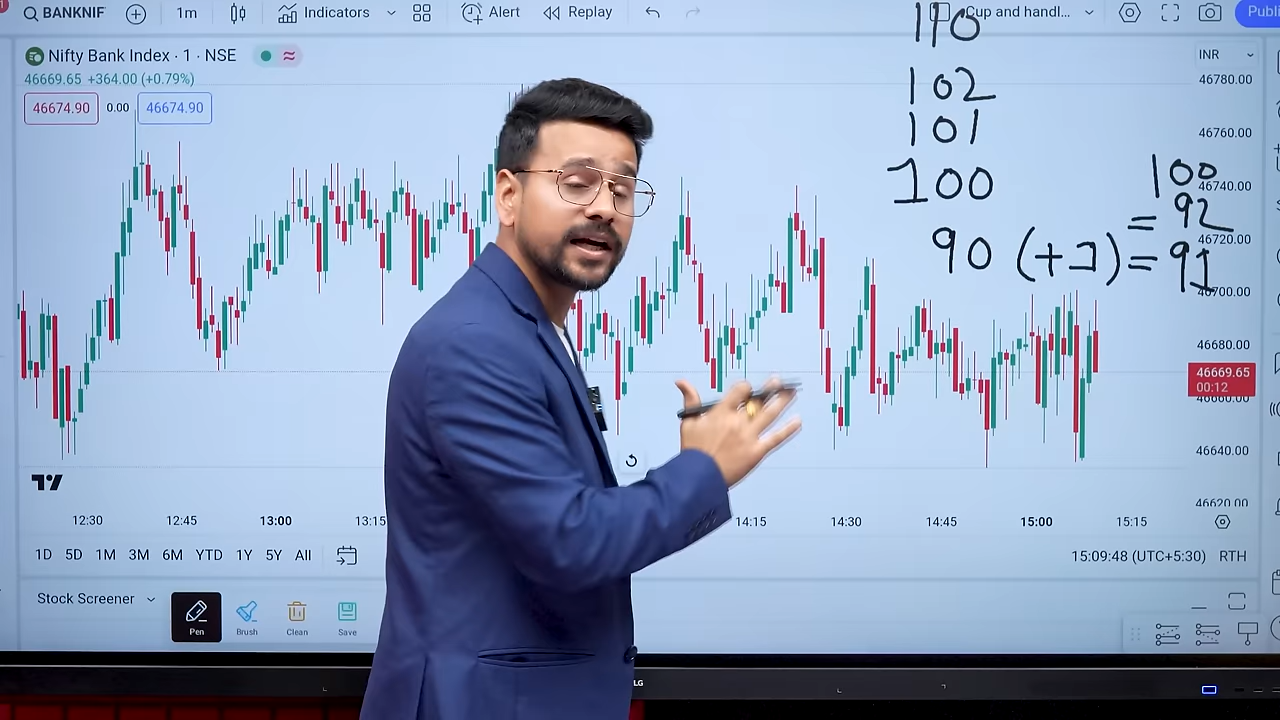 BANKNIF
1m
Indicators
Alert
Replay
Cup and handl...
Publi
Nifty Bank Index · 1 · NSE
46669.65 +364.00 (+0.79%)
46674.90 0.00 46674.90
INR
46780.00
46760.00
46740.00
46720.00
46700.00
46680.00
46669.65
00:12
46660.00
46640.00
46620.00
110
102
101
100
100
= 92
90 (+1) = 91
12:30 12:45 13:00 13:15 14:15 14:30 14:45 15:00 15:15
1D 5D 1M 3M 6M YTD 1Y 5Y All
15:09:48 (UTC+5:30) RTH
Stock Screener
Pen Brush Clean Save
LG